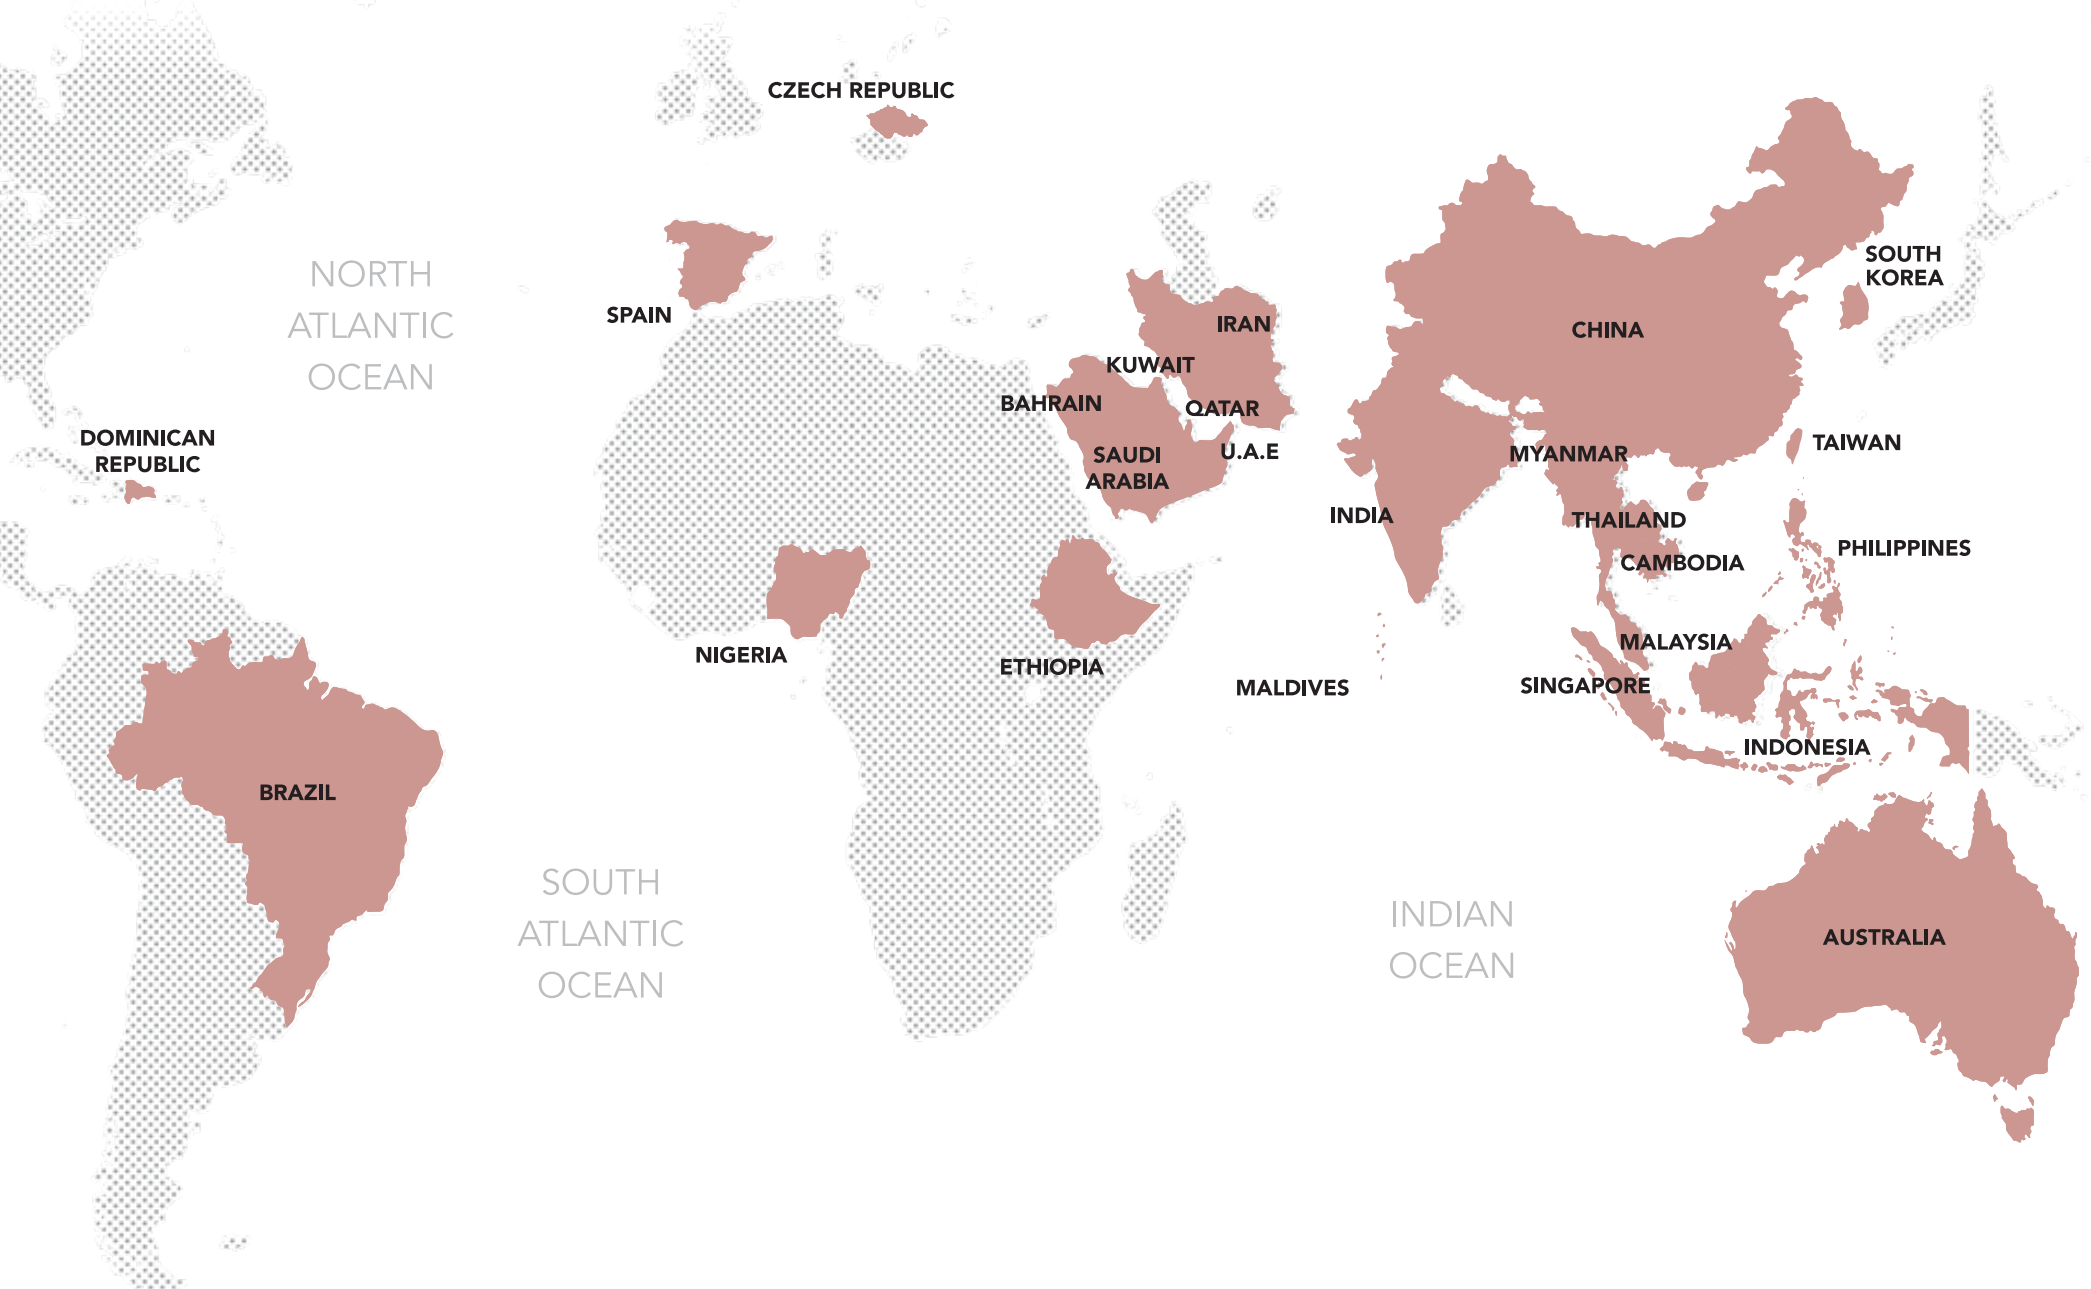 CZECH REPUBLIC
SOUTH
KOREA
NORTH
ATLANTIC
OCEAN
SPAIN
IRAN
CHINA
KUWAIT
BAHRAIN
QATAR
DOMINICAN
REPUBLIC
SAUDI
ARABIA
U.A.E
MYANMAR
TAIWAN
INDIA
THAILAND
CAMBODIA
PHILIPPINES
NIGERIA
ETHIOPIA
MALAYSIA
MALDIVES
SINGAPORE
INDONESIA
BRAZIL
SOUTH
ATLANTIC
OCEAN
INDIAN
OCEAN
AUSTRALIA